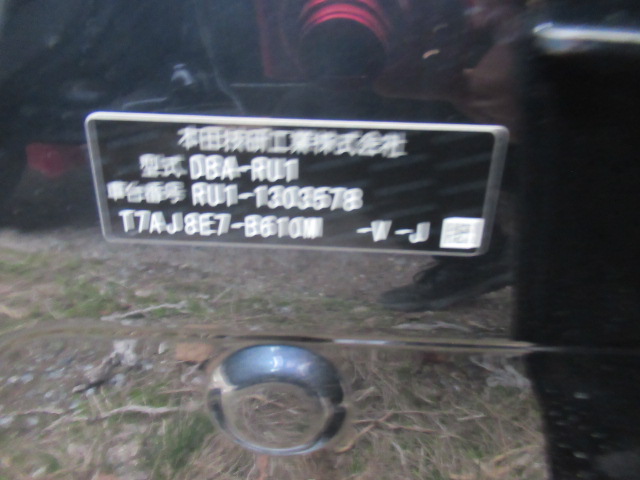 本田技研工業株式会社
型式 DBA-RU1
車台番号 RU1-1303578
T7AJ8E7-B610M -V -J